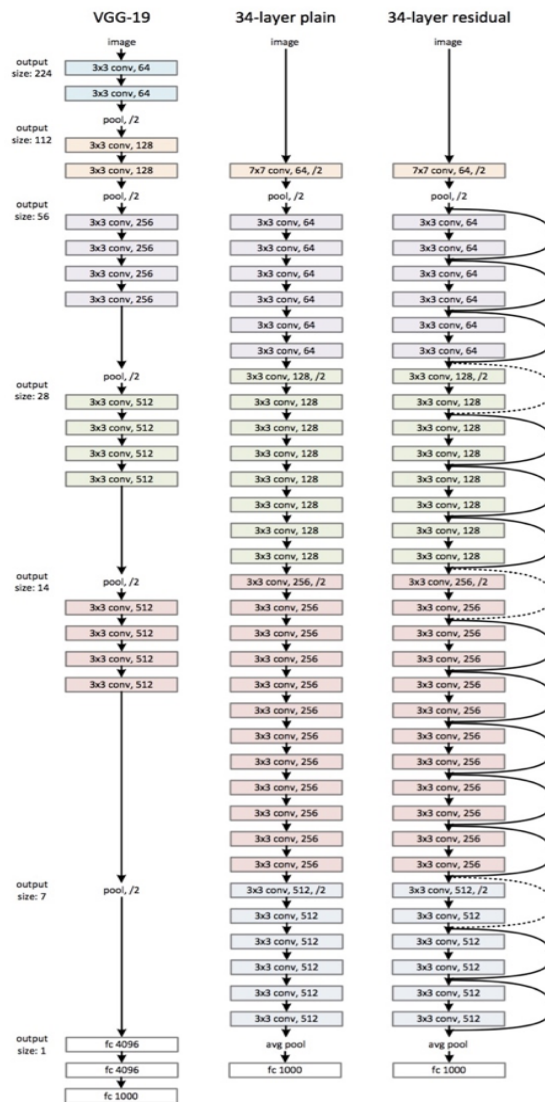 VGG-19
image
output
size: 224
3x3 conv, 64
3x3 conv, 64
pool, /2
output
size: 112
3x3 conv, 128
3x3 conv, 128
pool, /2
output
size: 56
3x3 conv, 256
3x3 conv, 256
3x3 conv, 256
3x3 conv, 256
pool, /2
output
size: 28
3x3 conv, 512
3x3 conv, 512
3x3 conv, 512
3x3 conv, 512
pool, /2
output
size: 14
3x3 conv, 512
3x3 conv, 512
3x3 conv, 512
3x3 conv, 512
output
size: 7
pool, /2
output
size: 1
fc 4096
fc 4096
fc 1000
34-layer plain
image
7x7 conv, 64, /2
pool, /2
3x3 conv, 64
3x3 conv, 64
3x3 conv, 64
3x3 conv, 64
3x3 conv, 64
3x3 conv, 64
3x3 conv, 128, /2
3x3 conv, 128
3x3 conv, 128
3x3 conv, 128
3x3 conv, 128
3x3 conv, 128
3x3 conv, 128
3x3 conv, 128
3x3 conv, 256, /2
3x3 conv, 256
3x3 conv, 256
3x3 conv, 256
3x3 conv, 256
3x3 conv, 256
3x3 conv, 256
3x3 conv, 256
3x3 conv, 256
3x3 conv, 256
3x3 conv, 256
3x3 conv, 256
3x3 conv, 512, /2
3x3 conv, 512
3x3 conv, 512
3x3 conv, 512
3x3 conv, 512
3x3 conv, 512
avg pool
fc 1000
34-layer residual
image
7x7 conv, 64, /2
pool, /2
3x3 conv, 64
3x3 conv, 64
3x3 conv, 64
3x3 conv, 64
3x3 conv, 64
3x3 conv, 64
3x3 conv, 128, /2
3x3 conv, 128
3x3 conv, 128
3x3 conv, 128
3x3 conv, 128
3x3 conv, 128
3x3 conv, 128
3x3 conv, 128
3x3 conv, 256, /2
3x3 conv, 256
3x3 conv, 256
3x3 conv, 256
3x3 conv, 256
3x3 conv, 256
3x3 conv, 256
3x3 conv, 256
3x3 conv, 256
3x3 conv, 256
3x3 conv, 256
3x3 conv, 256
3x3 conv, 512, /2
3x3 conv, 512
3x3 conv, 512
3x3 conv, 512
3x3 conv, 512
3x3 conv, 512
avg pool
fc 1000